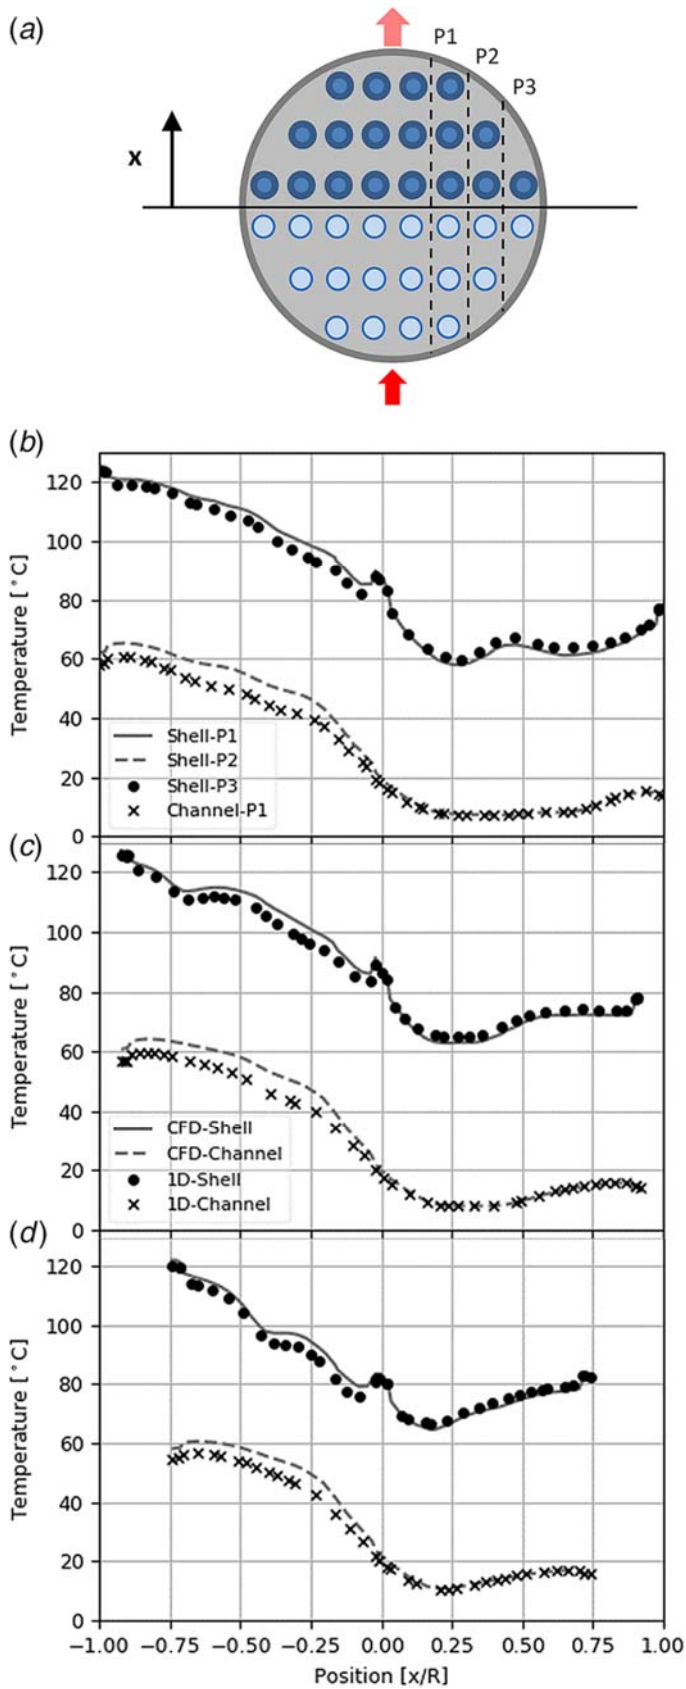 (a)
P1
P2
P3
x
(b)
120
100
80
60
40
20
0
Temperature [°C]
Shell-P1
Shell-P2
Shell-P3
Channel-P1
(c)
120
100
80
60
40
20
0
Temperature [°C]
CFD-Shell
CFD-Channel
1D-Shell
1D-Channel
(d)
120
100
80
60
40
20
0
Temperature [°C]
−1.00 −0.75 −0.50 −0.25 0.00 0.25 0.50 0.75 1.00
Position [x/R]